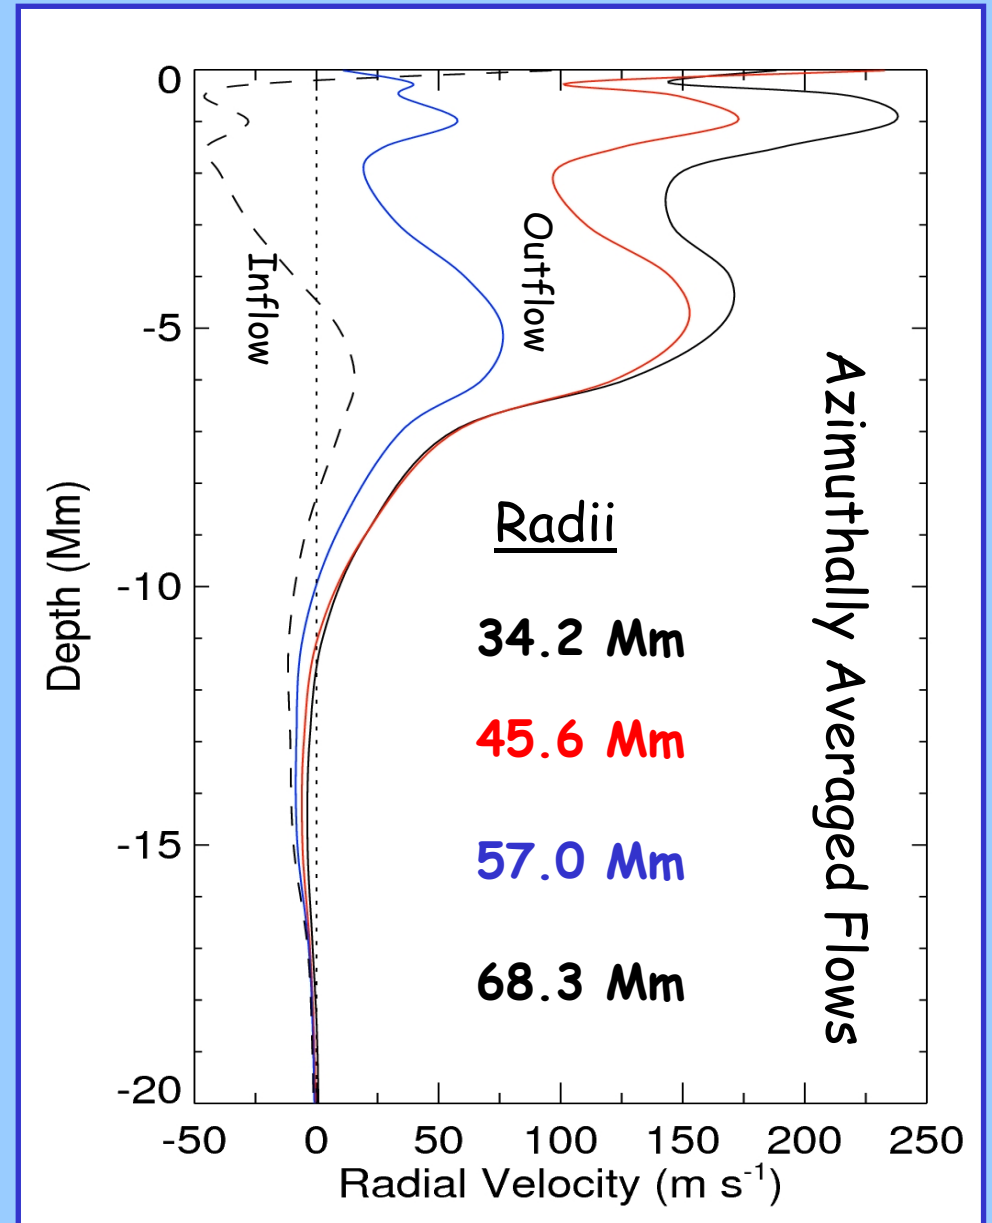 0
-5
-10
-15
-20
Depth (Mm)
Inflow
Outflow
Azimuthally Averaged Flows
Radii
34.2 Mm
45.6 Mm
57.0 Mm
68.3 Mm
-50 0 50 100 150 200 250
Radial Velocity (m s⁻¹)